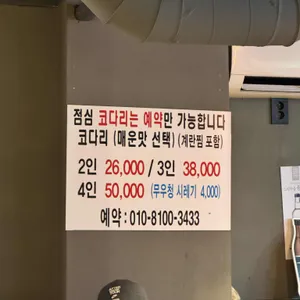 점심 코다리는 예약만 가능합니다
코다리 (매운맛 선택) (계란찜 포함)
2인 26,000 / 3인 38,000
4인 50,000 (무우청 시레기 4,000)
예약 : 010-8100-3433